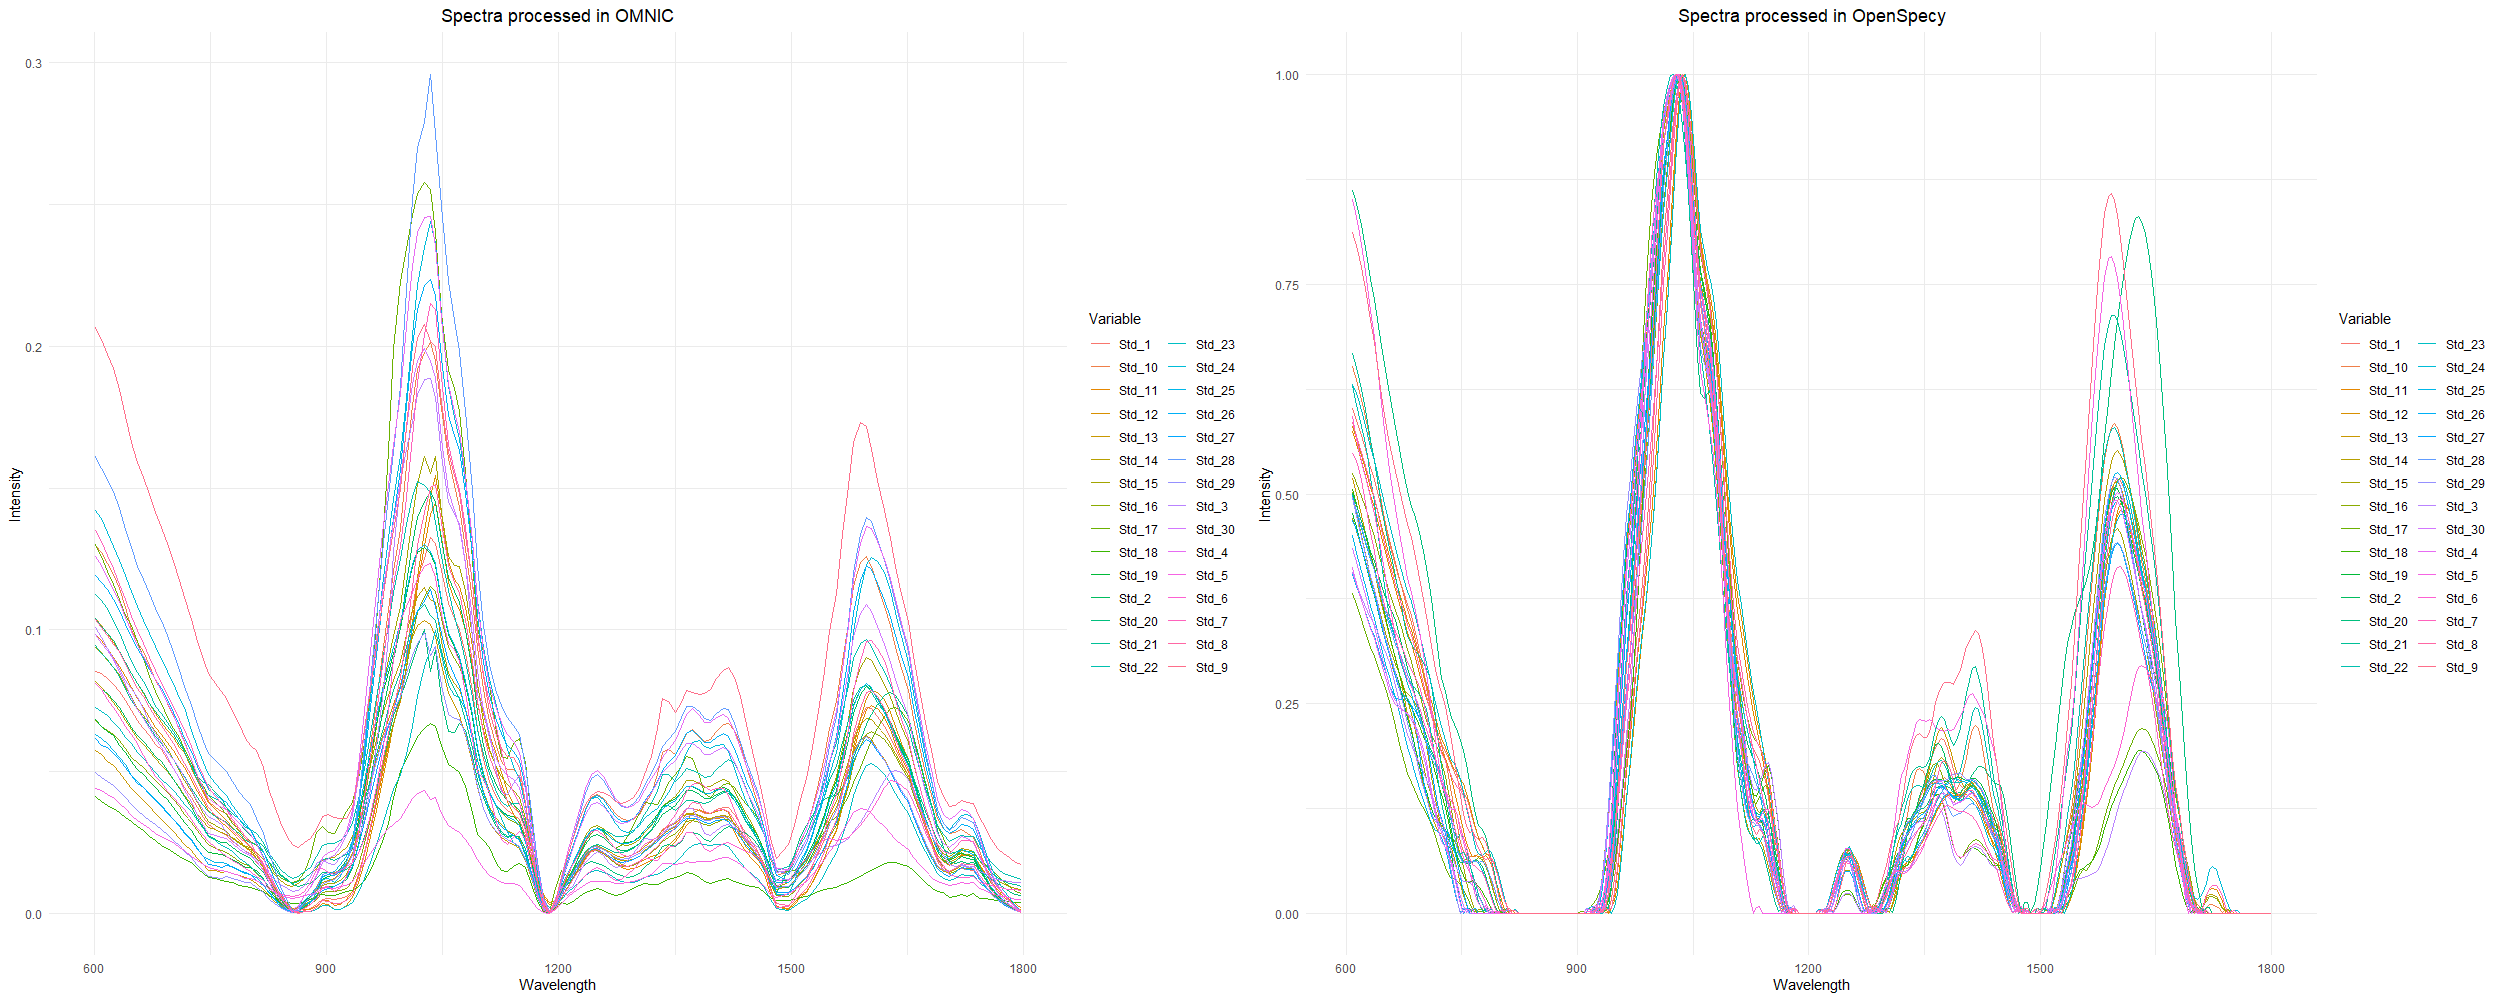 Spectra processed in OMNIC
Intensity
0.3
0.2
0.1
0.0
600 900 1200 1500 1800
Wavelength
Variable
Std_1 Std_23
Std_10 Std_24
Std_11 Std_25
Std_12 Std_26
Std_13 Std_27
Std_14 Std_28
Std_15 Std_29
Std_16 Std_3
Std_17 Std_30
Std_18 Std_4
Std_19 Std_5
Std_2 Std_6
Std_20 Std_7
Std_21 Std_8
Std_22 Std_9
Spectra processed in OpenSpecy
Intensity
1.00
0.75
0.50
0.25
0.00
600 900 1200 1500 1800
Wavelength
Variable
Std_1 Std_23
Std_10 Std_24
Std_11 Std_25
Std_12 Std_26
Std_13 Std_27
Std_14 Std_28
Std_15 Std_29
Std_16 Std_3
Std_17 Std_30
Std_18 Std_4
Std_19 Std_5
Std_2 Std_6
Std_20 Std_7
Std_21 Std_8
Std_22 Std_9